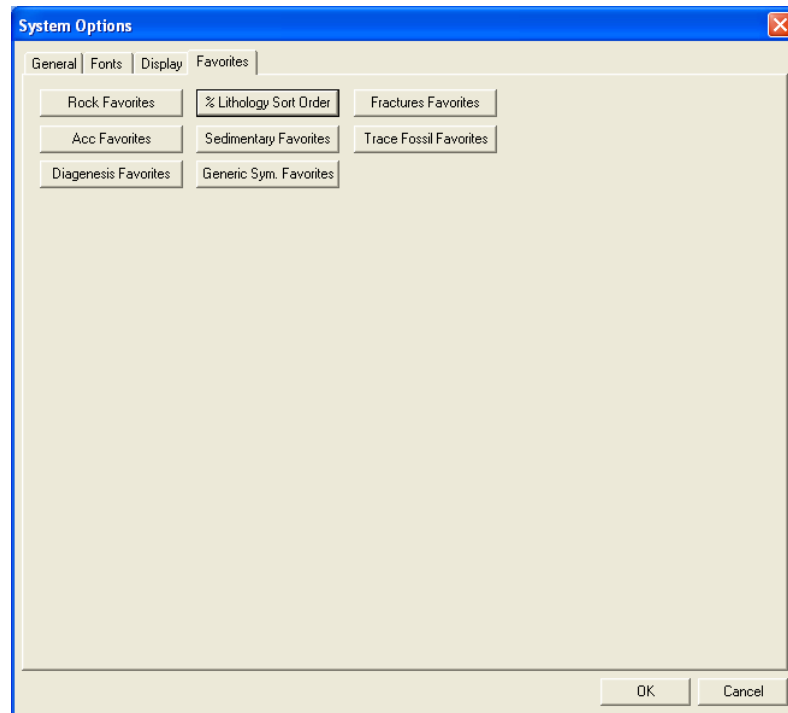 System Options
General Fonts Display Favorites
Rock Favorites % Lithology Sort Order Fractures Favorites
Acc Favorites Sedimentary Favorites Trace Fossil Favorites
Diagenesis Favorites Generic Sym. Favorites
OK Cancel